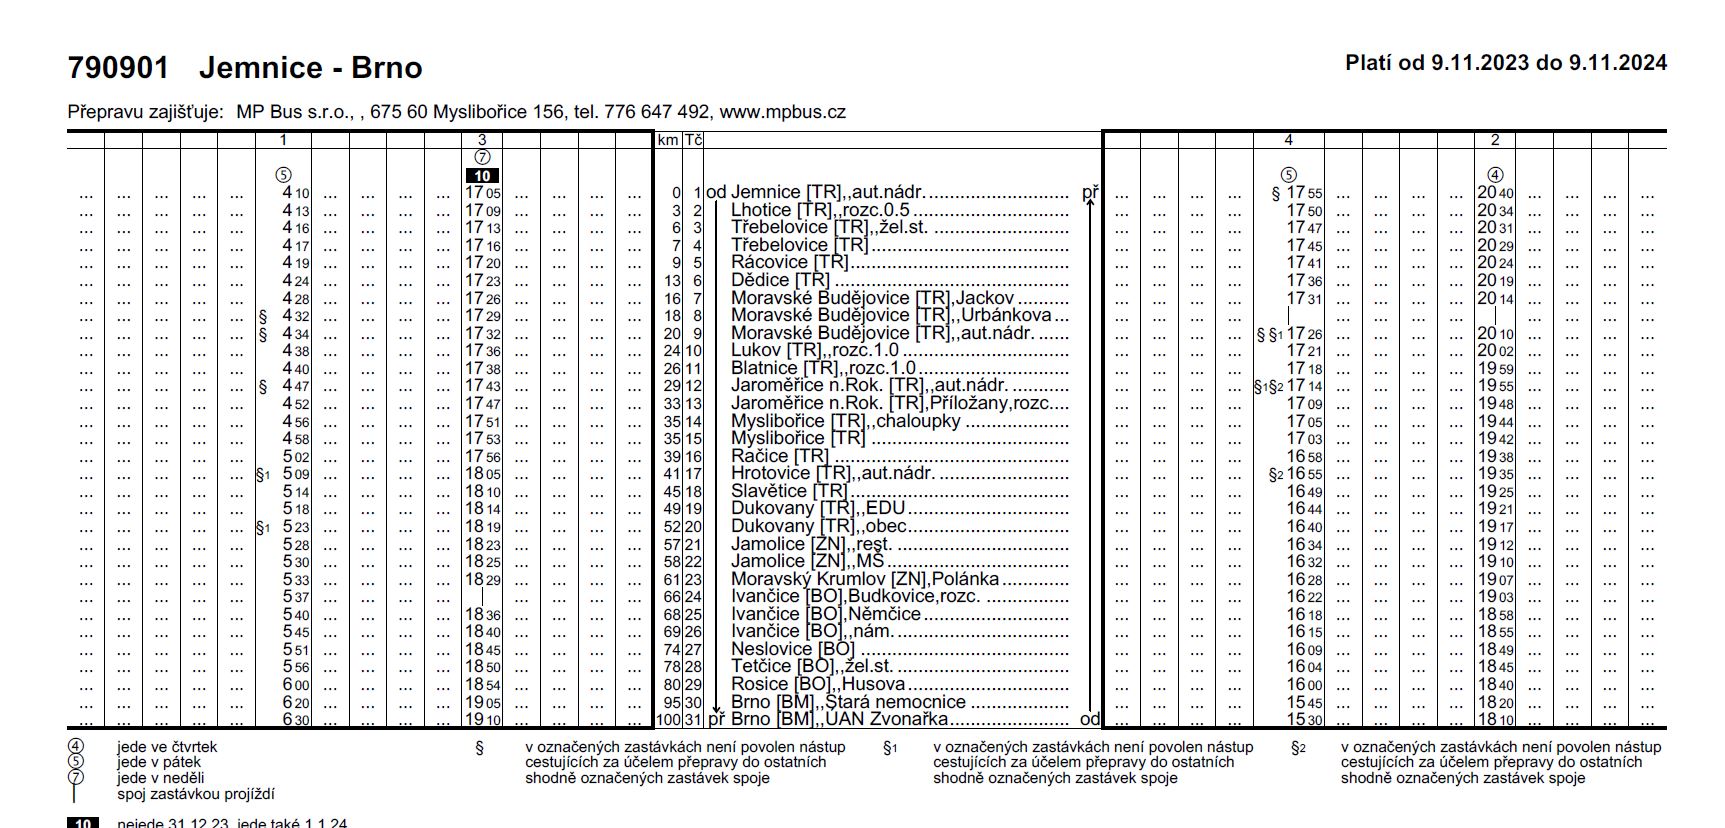 790901 Jemnice - Brno Platí od 9.11.2023 do 9.11.2024
Přepravu zajišťuje: MP Bus s.r.o., , 675 60 Myslibořice 156, tel. 776 647 492, www.mpbus.cz
1 3 km Tč 4 2
⑦
⑤ 10 ⑤ ④
... ... ... ... ... 4 10 ... ... ... ... 17 05 ... ... ... ... 0 1 od Jemnice [TR],,aut.nádr. př ... ... ... ... § 17 55 ... ... ... ... 20 40 ... ... ... ...
... ... ... ... ... 4 13 ... ... ... ... 17 09 ... ... ... ... 3 2 Lhotice [TR],,rozc.0.5 ... ... ... ... 17 50 ... ... ... ... 20 34 ... ... ... ...
... ... ... ... ... 4 16 ... ... ... ... 17 13 ... ... ... ... 6 3 Třebelovice [TR],,žel.st. ... ... ... ... 17 47 ... ... ... ... 20 31 ... ... ... ...
... ... ... ... ... 4 17 ... ... ... ... 17 16 ... ... ... ... 7 4 Třebelovice [TR] ... ... ... ... 17 45 ... ... ... ... 20 29 ... ... ... ...
... ... ... ... ... 4 19 ... ... ... ... 17 20 ... ... ... ... 9 5 Rácovice [TR] ... ... ... ... 17 41 ... ... ... ... 20 24 ... ... ... ...
... ... ... ... ... 4 24 ... ... ... ... 17 23 ... ... ... ... 13 6 Dědice [TR] ... ... ... ... 17 36 ... ... ... ... 20 19 ... ... ... ...
... ... ... ... ... 4 28 ... ... ... ... 17 26 ... ... ... ... 16 7 Moravské Budějovice [TR],Jackov ... ... ... ... 17 31 ... ... ... ... 20 14 ... ... ... ...
... ... ... ... ... § 4 32 ... ... ... ... 17 29 ... ... ... ... 18 8 Moravské Budějovice [TR],,Urbánkova ... ... ... ... | ... ... ... ... | ... ... ... ...
... ... ... ... ... § 4 34 ... ... ... ... 17 32 ... ... ... ... 20 9 Moravské Budějovice [TR],,aut.nádr. ... ... ... ... § §1 17 26 ... ... ... ... 20 10 ... ... ... ...
... ... ... ... ... 4 38 ... ... ... ... 17 36 ... ... ... ... 24 10 Lukov [TR],,rozc.1.0 ... ... ... ... 17 21 ... ... ... ... 20 02 ... ... ... ...
... ... ... ... ... 4 40 ... ... ... ... 17 38 ... ... ... ... 26 11 Blatnice [TR],,rozc.1.0 ... ... ... ... 17 18 ... ... ... ... 19 59 ... ... ... ...
... ... ... ... ... § 4 47 ... ... ... ... 17 43 ... ... ... ... 29 12 Jaroměřice n.Rok. [TR],,aut.nádr. ... ... ... ... §1§2 17 14 ... ... ... ... 19 55 ... ... ... ...
... ... ... ... ... 4 52 ... ... ... ... 17 47 ... ... ... ... 33 13 Jaroměřice n.Rok. [TR],Příložany,rozc. ... ... ... ... 17 09 ... ... ... ... 19 48 ... ... ... ...
... ... ... ... ... 4 56 ... ... ... ... 17 51 ... ... ... ... 35 14 Myslibořice [TR],,chaloupky ... ... ... ... 17 05 ... ... ... ... 19 44 ... ... ... ...
... ... ... ... ... 4 58 ... ... ... ... 17 53 ... ... ... ... 35 15 Myslibořice [TR] ... ... ... ... 17 03 ... ... ... ... 19 42 ... ... ... ...
... ... ... ... ... 5 02 ... ... ... ... 17 56 ... ... ... ... 39 16 Račice [TR] ... ... ... ... 16 58 ... ... ... ... 19 38 ... ... ... ...
... ... ... ... ... §1 5 09 ... ... ... ... 18 05 ... ... ... ... 41 17 Hrotovice [TR],,aut.nádr. ... ... ... ... §2 16 55 ... ... ... ... 19 35 ... ... ... ...
... ... ... ... ... 5 14 ... ... ... ... 18 10 ... ... ... ... 45 18 Slavětice [TR] ... ... ... ... 16 49 ... ... ... ... 19 25 ... ... ... ...
... ... ... ... ... 5 18 ... ... ... ... 18 14 ... ... ... ... 49 19 Dukovany [TR],,EDU ... ... ... ... 16 44 ... ... ... ... 19 21 ... ... ... ...
... ... ... ... ... §1 5 23 ... ... ... ... 18 19 ... ... ... ... 52 20 Dukovany [TR],,obec ... ... ... ... 16 40 ... ... ... ... 19 17 ... ... ... ...
... ... ... ... ... 5 28 ... ... ... ... 18 23 ... ... ... ... 57 21 Jamolice [ZN],,rest. ... ... ... ... 16 34 ... ... ... ... 19 12 ... ... ... ...
... ... ... ... ... 5 30 ... ... ... ... 18 25 ... ... ... ... 58 22 Jamolice [ZN],,MŠ ... ... ... ... 16 32 ... ... ... ... 19 10 ... ... ... ...
... ... ... ... ... 5 33 ... ... ... ... 18 29 ... ... ... ... 61 23 Moravský Krumlov [ZN],Polánka ... ... ... ... 16 28 ... ... ... ... 19 07 ... ... ... ...
... ... ... ... ... 5 37 ... ... ... ... | ... ... ... ... 66 24 Ivančice [BO],Budkovice,rozc. ... ... ... ... 16 22 ... ... ... ... 19 03 ... ... ... ...
... ... ... ... ... 5 40 ... ... ... ... 18 36 ... ... ... ... 68 25 Ivančice [BO],Němčice ... ... ... ... 16 18 ... ... ... ... 18 58 ... ... ... ...
... ... ... ... ... 5 45 ... ... ... ... 18 40 ... ... ... ... 69 26 Ivančice [BO],,nám. ... ... ... ... 16 15 ... ... ... ... 18 55 ... ... ... ...
... ... ... ... ... 5 51 ... ... ... ... 18 45 ... ... ... ... 74 27 Neslovice [BO] ... ... ... ... 16 09 ... ... ... ... 18 49 ... ... ... ...
... ... ... ... ... 5 56 ... ... ... ... 18 50 ... ... ... ... 78 28 Tetčice [BO],,žel.st. ... ... ... ... 16 04 ... ... ... ... 18 45 ... ... ... ...
... ... ... ... ... 6 00 ... ... ... ... 18 54 ... ... ... ... 80 29 Rosice [BO],,Husova ... ... ... ... 16 00 ... ... ... ... 18 40 ... ... ... ...
... ... ... ... ... 6 20 ... ... ... ... 19 05 ... ... ... ... 95 30 Brno [BM],,Stará nemocnice ... ... ... ... 15 45 ... ... ... ... 18 20 ... ... ... ...
... ... ... ... ... 6 30 ... ... ... ... 19 10 ... ... ... ... 100 31 př Brno [BM],,ÚAN Zvonařka od ... ... ... ... 15 30 ... ... ... ... 18 10 ... ... ... ...
④ jede ve čtvrtek § v označených zastávkách není povolen nástup §1 v označených zastávkách není povolen nástup §2 v označených zastávkách není povolen nástup
⑤ jede v pátek cestujících za účelem přepravy do ostatních cestujících za účelem přepravy do ostatních cestujících za účelem přepravy do ostatních
⑦ jede v neděli shodně označených zastávek spoje shodně označených zastávek spoje shodně označených zastávek spoje
| spoj zastávkou projíždí
10 nejede 31.12.23, jede také 1.1.24